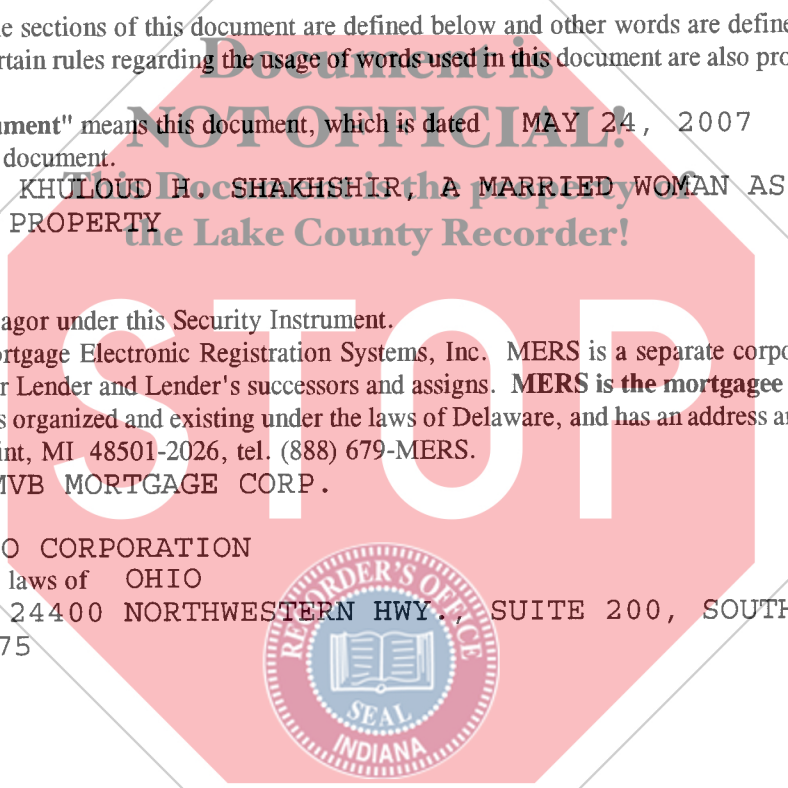 e sections of this document are defined below and other words are define
rtain rules regarding the usage of words used in this document are also pro
Document is
NOT OFFICIAL!
This Document is the property of
the Lake County Recorder!
ument" means this document, which is dated MAY 24, 2007
document.
KHULOUD H. SHAKHSHIR, A MARRIED WOMAN AS
PROPERTY
agor under this Security Instrument.
ortgage Electronic Registration Systems, Inc. MERS is a separate corpo
r Lender and Lender's successors and assigns. MERS is the mortgagee
s organized and existing under the laws of Delaware, and has an address an
int, MI 48501-2026, tel. (888) 679-MERS.
MVB MORTGAGE CORP.
O CORPORATION
laws of OHIO
24400 NORTHWESTERN HWY., SUITE 200, SOUTH
75
STOP
RECORDER'S OFFICE
SEAL
INDIANA